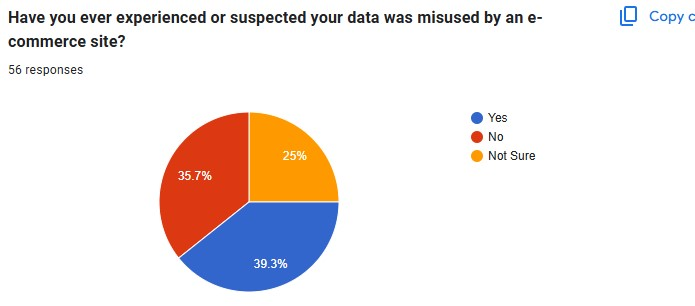 Have you ever experienced or suspected your data was misused by an e-
commerce site?
Copy c
56 responses
Yes
No
Not Sure
25%
35.7%
39.3%